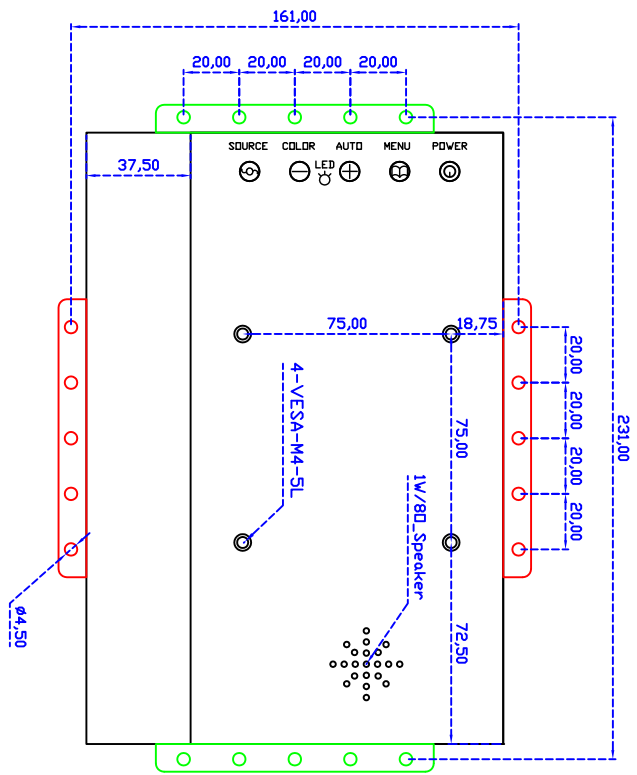 161,00
20,00 20,00 20,00 20,00
SOURCE COLOR AUTO MENU POWER
LED
37,50
75,00 18,75
20,00
20,00
20,00
20,00
231,00
75,00
4-VESA-M4-5L
1W/8Ω_Speaker
72,50
ø4,50